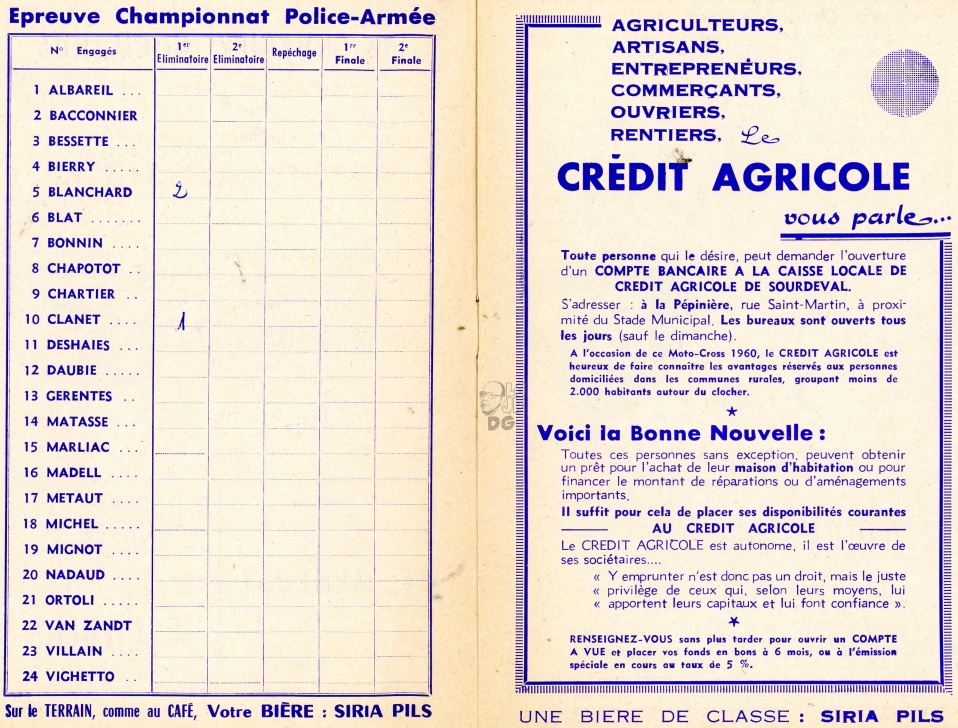 Epreuve Championnat Police-Armée
N° Engagés 1er Eliminatoire 2e Eliminatoire Repéchage 1re Finale 2e Finale
1 ALBAREIL ...
2 BACCONNIER
3 BESSETTE ...
4 BIERRY .....
5 BLANCHARD 2
6 BLAT .......
7 BONNIN ....
8 CHAPOTOT ..
9 CHARTIER ..
10 CLANET .... 1
11 DESHAIES ...
12 DAUBIE .....
13 GERENTES ..
14 MATASSE ...
15 MARLIAC ...
16 MADELL ....
17 METAUT ....
18 MICHEL .....
19 MIGNOT ....
20 NADAUD ....
21 ORTOLI .....
22 VAN ZANDT
23 VILLAIN ....
24 VIGHETTO ..
Sur le TERRAIN, comme au CAFÉ, Votre BIÈRE : SIRIA PILS
AGRICULTEURS,
ARTISANS,
ENTREPRENEURS,
COMMERÇANTS,
OUVRIERS,
RENTIERS, Le
CRÉDIT AGRICOLE
vous parle...
Toute personne qui le désire, peut demander l'ouverture
d'un COMPTE BANCAIRE A LA CAISSE LOCALE DE
CREDIT AGRICOLE DE SOURDEVAL.
S'adresser : à la Pépinière, rue Saint-Martin, à proxi-
mité du Stade Municipal. Les bureaux sont ouverts tous
les jours (sauf le dimanche).
A l'occasion de ce Moto-Cross 1960, le CREDIT AGRICOLE est
heureux de faire connaitre les avantages réservés aux personnes
domiciliées dans les communes rurales, groupant moins de
2.000 habitants autour du clocher.
Voici la Bonne Nouvelle :
Toutes ces personnes sans exception, peuvent obtenir
un prêt pour l'achat de leur maison d'habitation ou pour
financer le montant de réparations ou d'aménagements
importants.
Il suffit pour cela de placer ses disponibilités courantes
AU CREDIT AGRICOLE
Le CREDIT AGRICOLE est autonome, il est l'œuvre de
ses sociétaires....
« Y emprunter n'est donc pas un droit, mais le juste
« privilège de ceux qui, selon leurs moyens, lui
« apportent leurs capitaux et lui font confiance ».
RENSEIGNEZ-VOUS sans plus tarder pour ouvrir un COMPTE
A VUE et placer vos fonds en bons à 6 mois, ou à l'émission
spéciale en cours au taux de 5 %.
UNE BIERE DE CLASSE : SIRIA PILS
DG